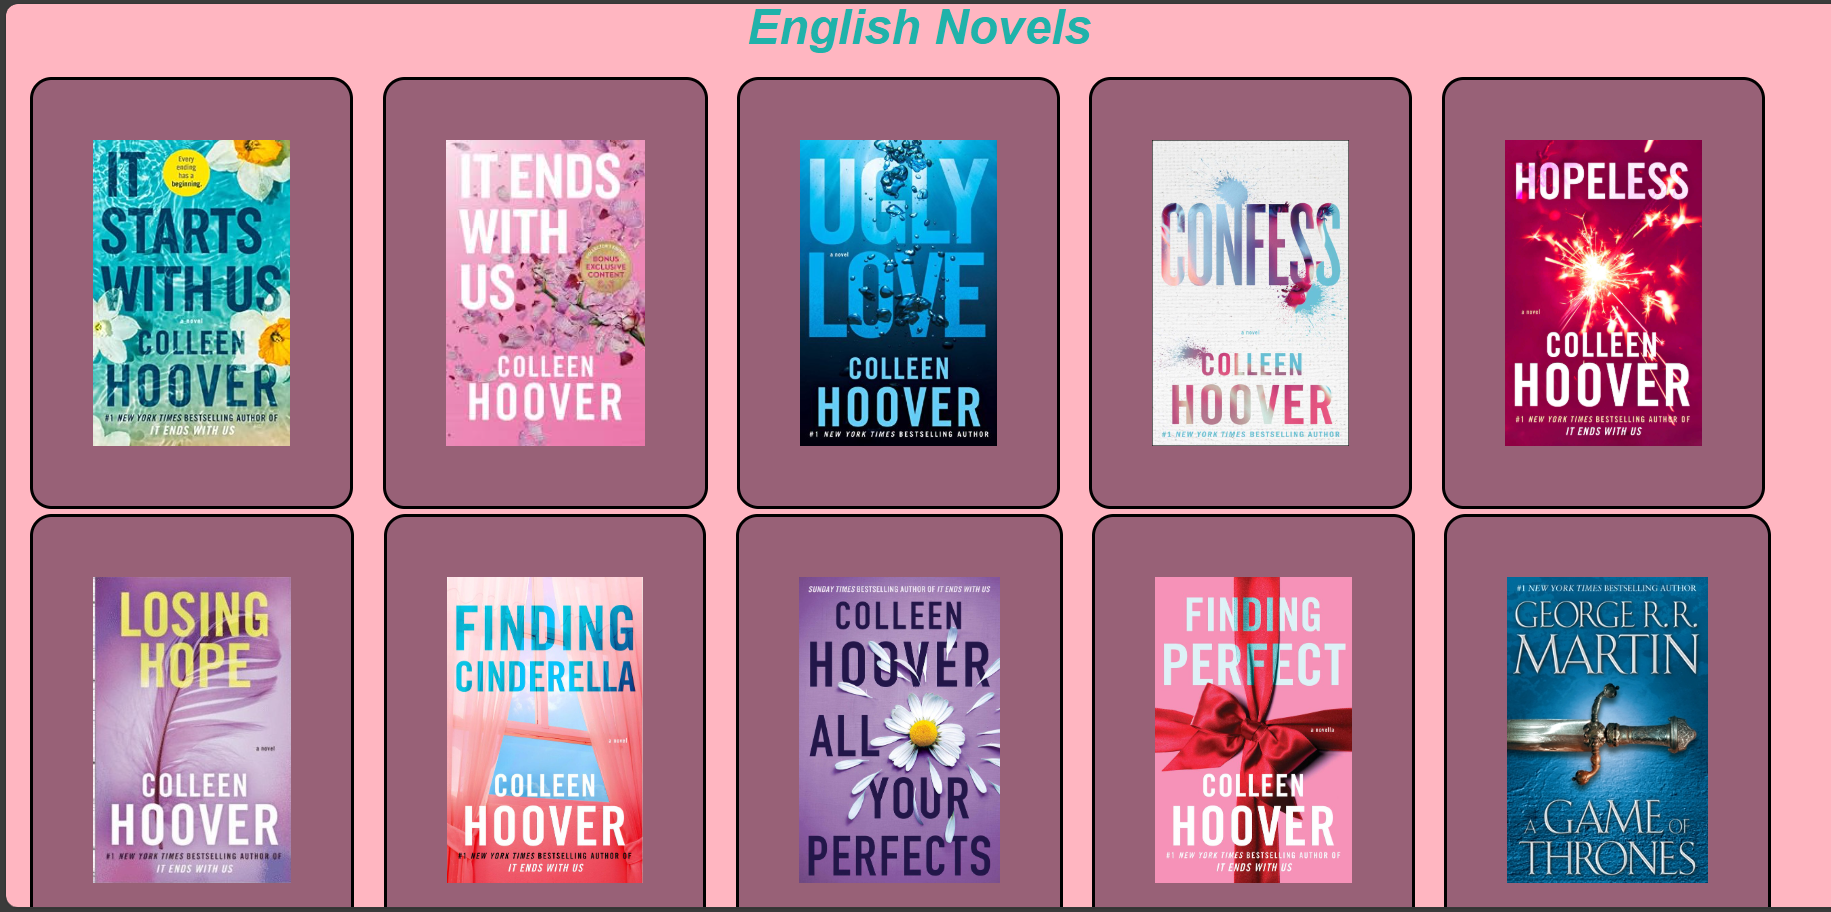 English Novels
IT
Every
ending
has a
beginning.
STARTS
WITH US
a novel
COLLEEN
HOOVER
#1 NEW YORK TIMES BESTSELLING AUTHOR OF
IT ENDS WITH US
IT ENDS
WITH
US
BONUS
EXCLUSIVE
CONTENT
COLLEEN
HOOVER
UGLY
a novel
LOVE
COLLEEN
HOOVER
#1 NEW YORK TIMES BESTSELLING AUTHOR
CONFESS
a novel
COLLEEN
HOOVER
#1 NEW YORK TIMES BESTSELLING AUTHOR
HOPELESS
a novel
COLLEEN
HOOVER
#1 NEW YORK TIMES BESTSELLING AUTHOR OF
IT ENDS WITH US
LOSING
HOPE
a novel
COLLEEN
HOOVER
#1 NEW YORK TIMES BESTSELLING AUTHOR OF
IT ENDS WITH US
FINDING
CINDERELLA
a novel
COLLEEN
HOOVER
#1 NEW YORK TIMES BESTSELLING AUTHOR OF
IT ENDS WITH US
SUNDAY TIMES BESTSELLING AUTHOR OF IT ENDS WITH US
COLLEEN
HOOVER
ALL
YOUR
PERFECTS
FINDING
PERFECT
a novella
COLLEEN
HOOVER
#1 NEW YORK TIMES BESTSELLING AUTHOR OF
IT ENDS WITH US
#1 NEW YORK TIMES BESTSELLING AUTHOR
GEORGE R.R.
MARTIN
A GAME OF
THRONES